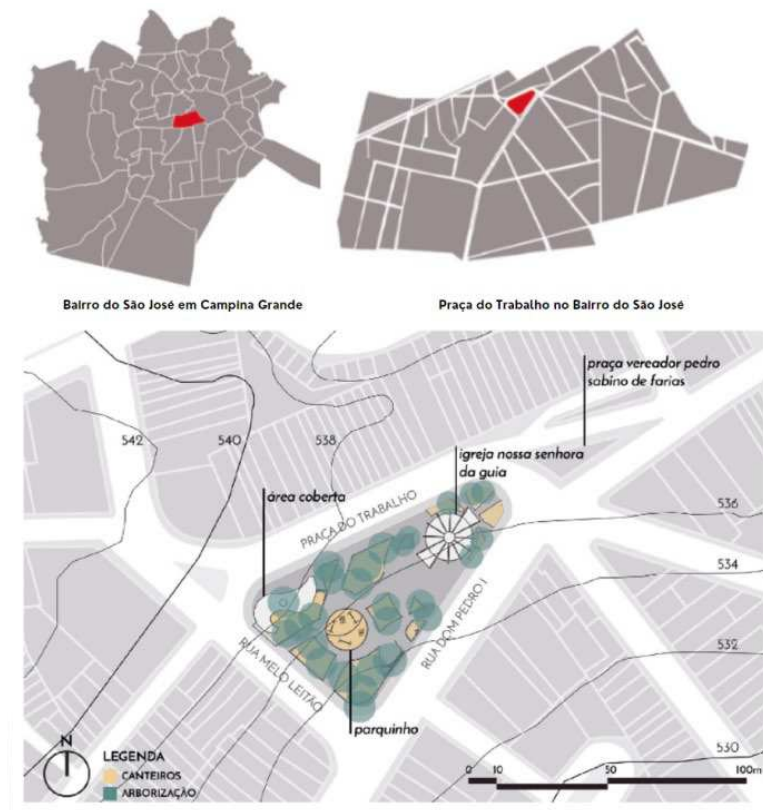 Bairro do São José em Campina Grande
Praça do Trabalho no Bairro do São José
praça vereador pedro
sabino de farias
542
540
538
igreja nossa senhora
da guia
área coberta
PRAÇA DO TRABALHO
536
534
RUA DOM PEDRO I
RUA MELO LEITÃO
532
parquinho
530
N
LEGENDA
CANTEIROS
ARBORIZAÇÃO
0 10 50 100m